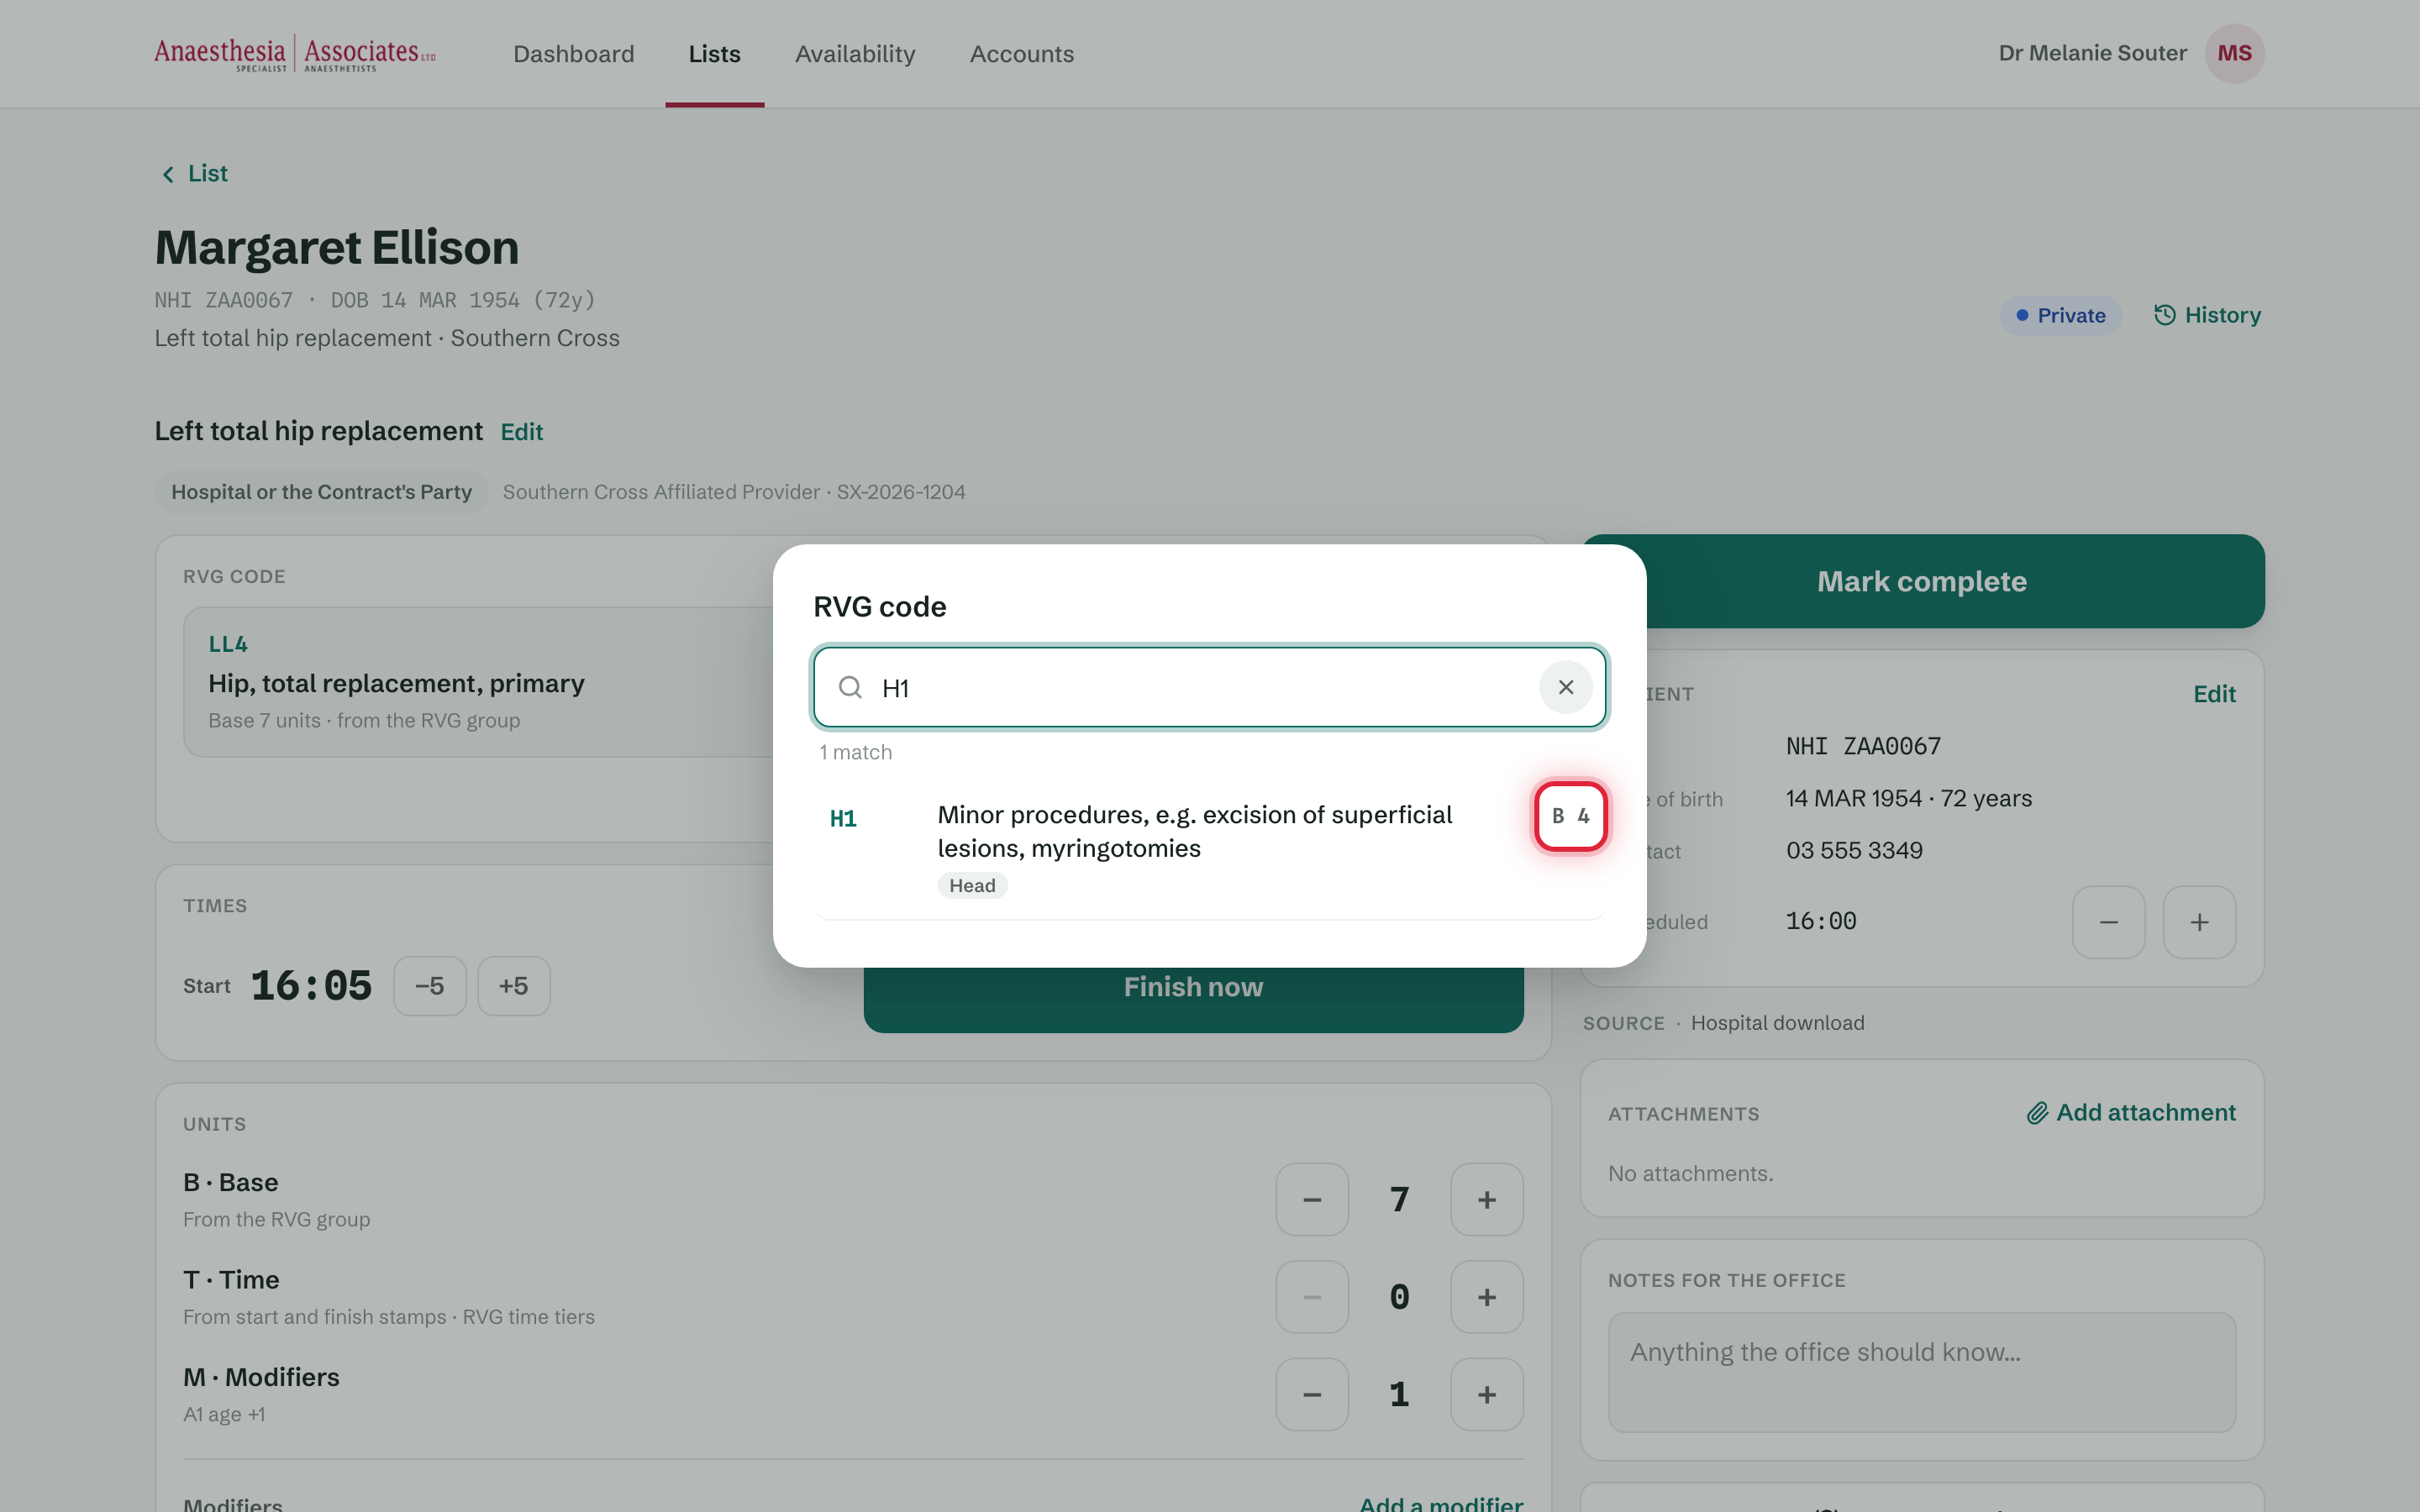 Anaesthesia Associates LTD
SPECIALIST ANAESTHETISTS
Dashboard
Lists
Availability
Accounts
Dr Melanie Souter
MS
List
Margaret Ellison
NHI ZAA0067 · DOB 14 MAR 1954 (72y)
Left total hip replacement · Southern Cross
Private
History
Left total hip replacement
Edit
Hospital or the Contract's Party
Southern Cross Affiliated Provider · SX-2026-1204
RVG CODE
LL4
Hip, total replacement, primary
Base 7 units · from the RVG group
RVG code
H1
1 match
H1
Minor procedures, e.g. excision of superficial
lesions, myringotomies
Head
B 4
Mark complete
Edit
NHI ZAA0067
of birth
14 MAR 1954 · 72 years
03 555 3349
16:00
−
+
TIMES
Start
16:05
−5
+5
Finish now
SOURCE · Hospital download
UNITS
B · Base
From the RVG group
−
7
+
T · Time
From start and finish stamps · RVG time tiers
−
0
+
M · Modifiers
A1 age +1
−
1
+
Modifiers
Add a modifier
ATTACHMENTS
Add attachment
No attachments.
NOTES FOR THE OFFICE
Anything the office should know…